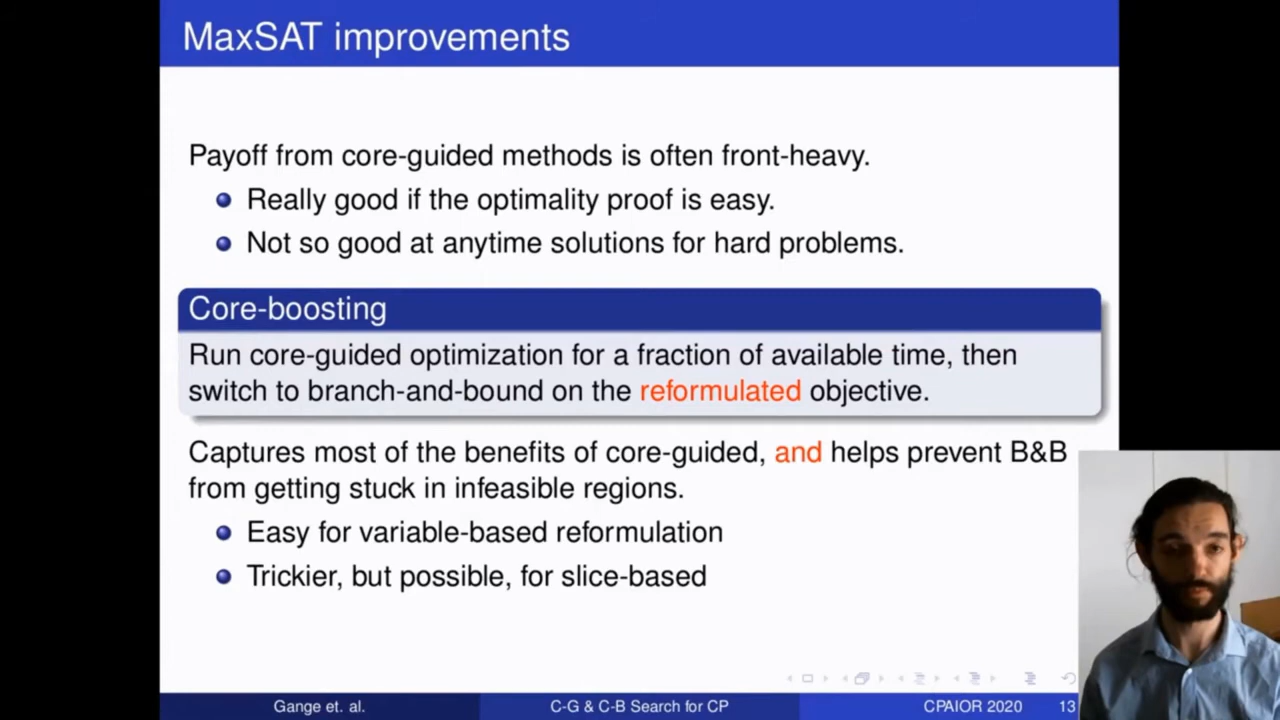 MaxSAT improvements
Payoff from core-guided methods is often front-heavy.
Really good if the optimality proof is easy.
Not so good at anytime solutions for hard problems.
Core-boosting
Run core-guided optimization for a fraction of available time, then
switch to branch-and-bound on the reformulated objective.
Captures most of the benefits of core-guided, and helps prevent B&B
from getting stuck in infeasible regions.
Easy for variable-based reformulation
Trickier, but possible, for slice-based
Gange et. al. C-G & C-B Search for CP CPAIOR 2020 13